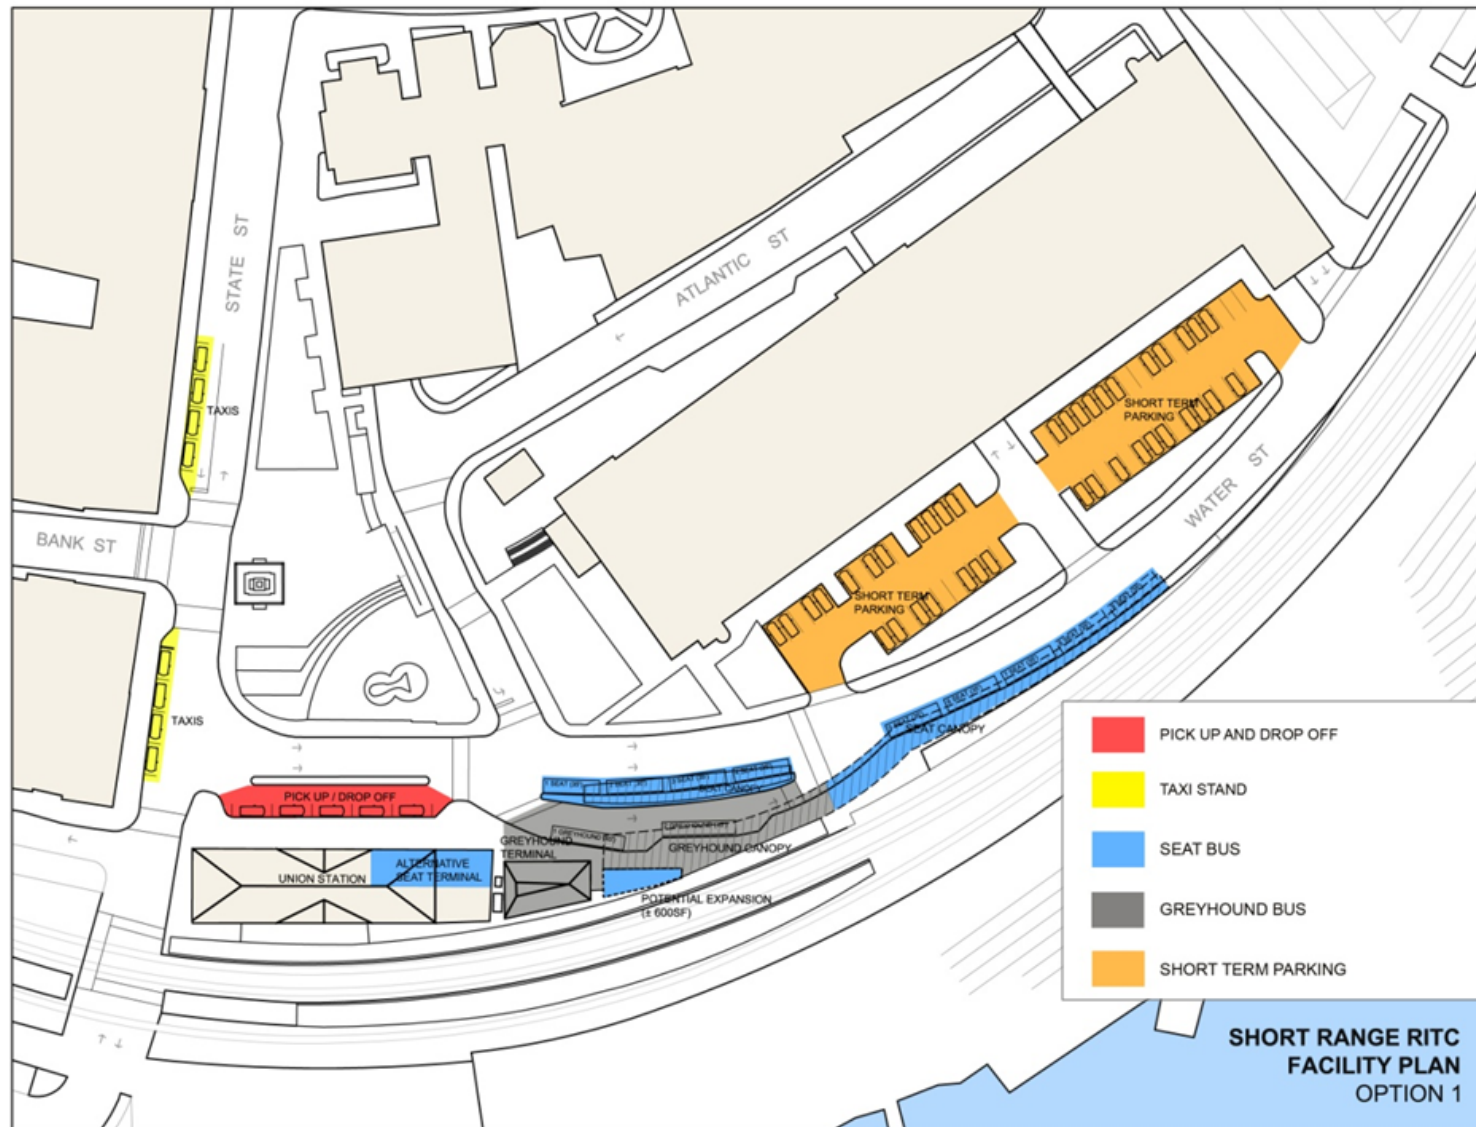 STATE ST
ATLANTIC ST
TAXIS
SHORT TERM
PARKING
WATER ST
BANK ST
SHORT TERM
PARKING
TAXIS
SEAT CANOPY
PICK UP / DROP OFF
SEAT CANOPY
GREYHOUND
TERMINAL
1 GREYHOUND BUS
GREYHOUND CANOPY
UNION STATION
ALTERNATIVE
SEAT TERMINAL
POTENTIAL EXPANSION
(± 600SF)
PICK UP AND DROP OFF
TAXI STAND
SEAT BUS
GREYHOUND BUS
SHORT TERM PARKING
SHORT RANGE RITC
FACILITY PLAN
OPTION 1